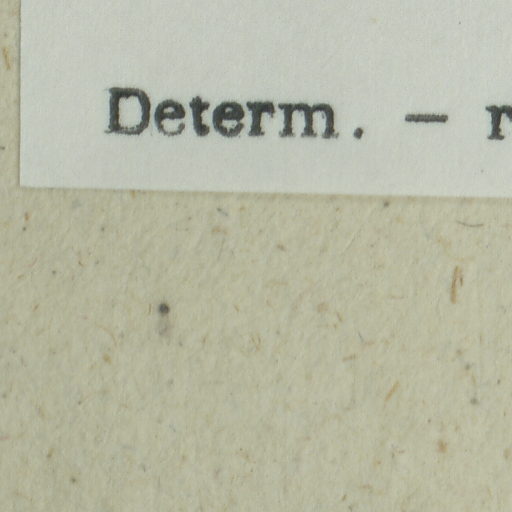 Determ. — r